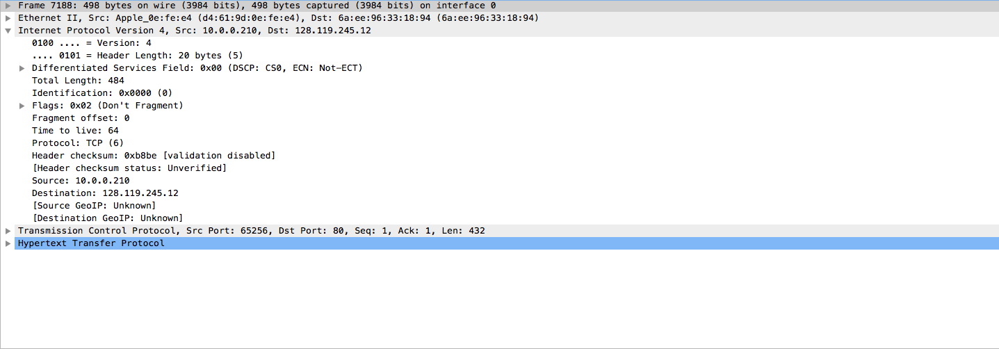 Frame 7188: 498 bytes on wire (3984 bits), 498 bytes captured (3984 bits) on interface 0
Ethernet II, Src: Apple_0e:fe:e4 (d4:61:9d:0e:fe:e4), Dst: 6a:ee:96:33:18:94 (6a:ee:96:33:18:94)
Internet Protocol Version 4, Src: 10.0.0.210, Dst: 128.119.245.12
0100 .... = Version: 4
.... 0101 = Header Length: 20 bytes (5)
Differentiated Services Field: 0x00 (DSCP: CS0, ECN: Not-ECT)
Total Length: 484
Identification: 0x0000 (0)
Flags: 0x02 (Don't Fragment)
Fragment offset: 0
Time to live: 64
Protocol: TCP (6)
Header checksum: 0xb8be [validation disabled]
[Header checksum status: Unverified]
Source: 10.0.0.210
Destination: 128.119.245.12
[Source GeoIP: Unknown]
[Destination GeoIP: Unknown]
Transmission Control Protocol, Src Port: 65256, Dst Port: 80, Seq: 1, Ack: 1, Len: 432
Hypertext Transfer Protocol